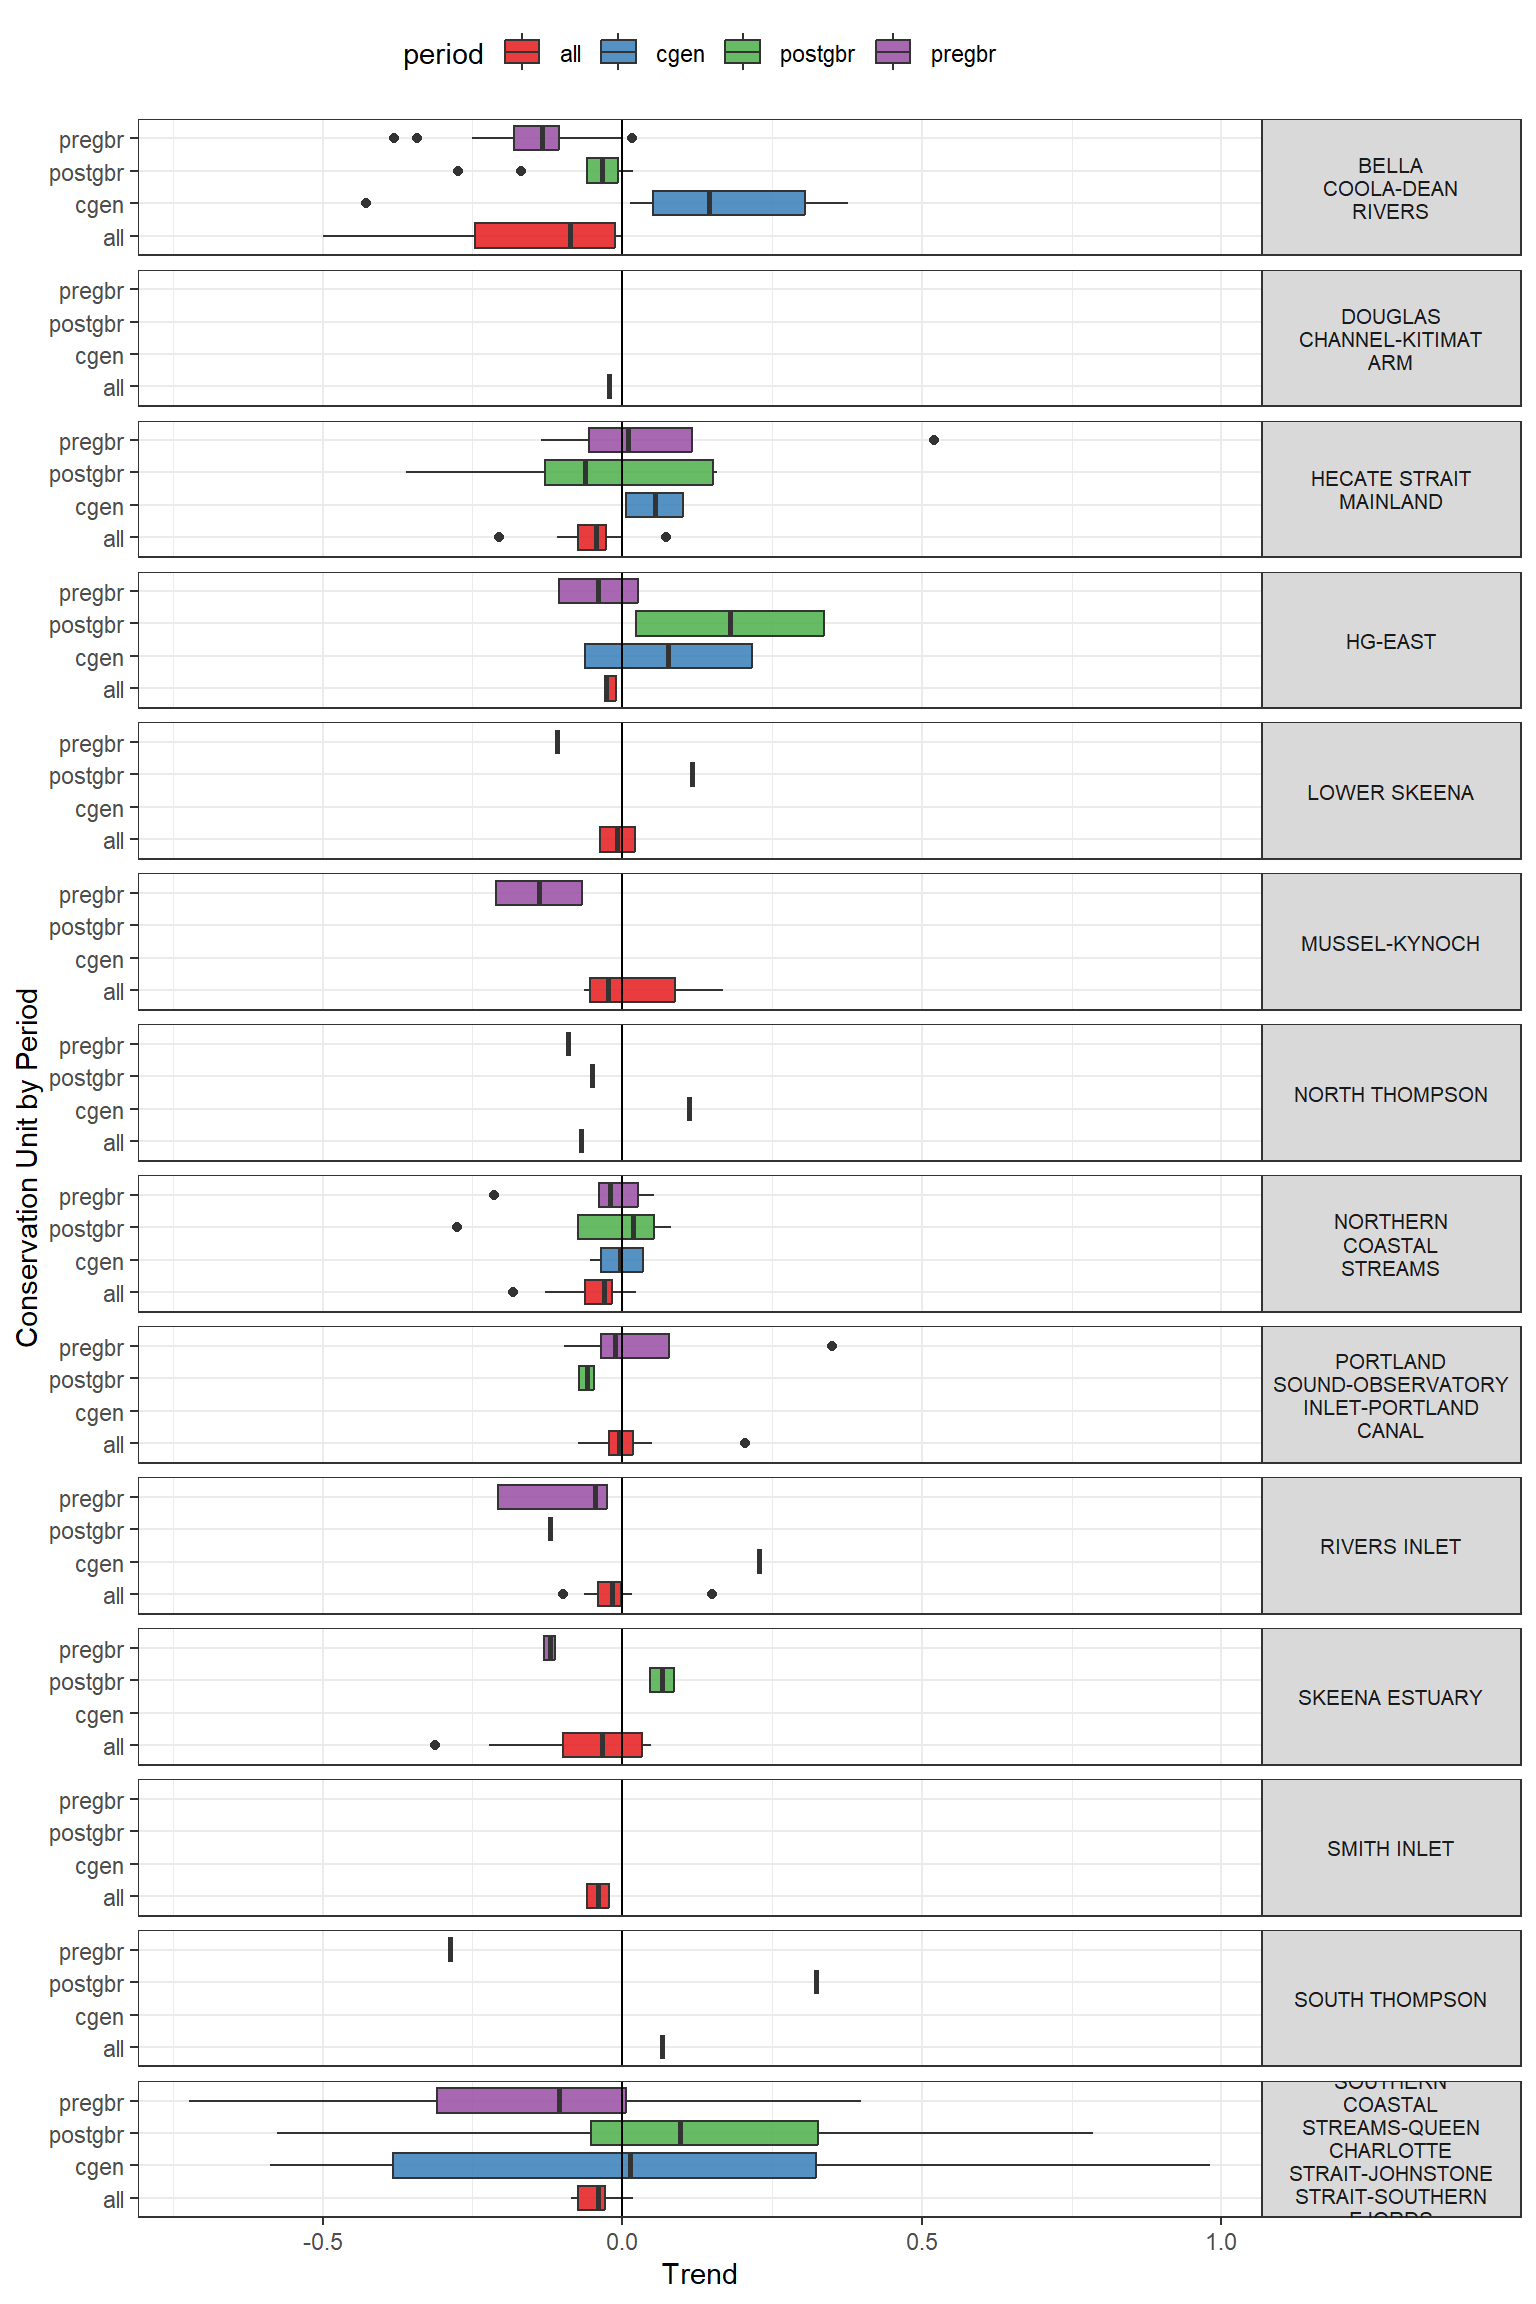 period all cgen postgbr pregbr
pregbr
postgbr
cgen
all
BELLA
COOLA-DEAN
RIVERS
pregbr
postgbr
cgen
all
DOUGLAS
CHANNEL-KITIMAT
ARM
pregbr
postgbr
cgen
all
HECATE STRAIT
MAINLAND
pregbr
postgbr
cgen
all
HG-EAST
pregbr
postgbr
cgen
all
LOWER SKEENA
pregbr
postgbr
cgen
all
MUSSEL-KYNOCH
pregbr
postgbr
cgen
all
NORTH THOMPSON
pregbr
postgbr
cgen
all
NORTHERN
COASTAL
STREAMS
pregbr
postgbr
cgen
all
PORTLAND
SOUND-OBSERVATORY
INLET-PORTLAND
CANAL
pregbr
postgbr
cgen
all
RIVERS INLET
pregbr
postgbr
cgen
all
SKEENA ESTUARY
pregbr
postgbr
cgen
all
SMITH INLET
pregbr
postgbr
cgen
all
SOUTH THOMPSON
pregbr
postgbr
cgen
all
SOUTHERN
COASTAL
STREAMS-QUEEN
CHARLOTTE
STRAIT-JOHNSTONE
STRAIT-SOUTHERN
FJORDS
Conservation Unit by Period
-0.5 0.0 0.5 1.0
Trend